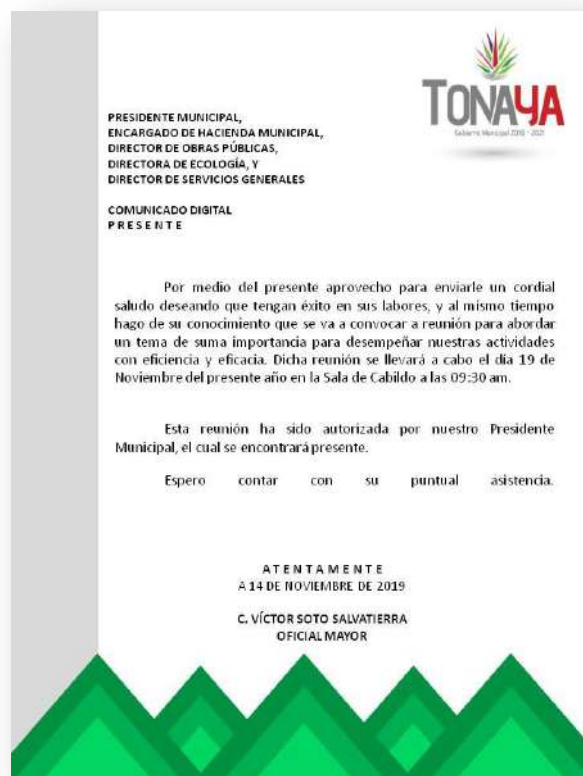 TONAYA
Gobierno Municipal 2018 - 2021
PRESIDENTE MUNICIPAL,
ENCARGADO DE HACIENDA MUNICIPAL,
DIRECTOR DE OBRAS PÚBLICAS,
DIRECTORA DE ECOLOGÍA, Y
DIRECTOR DE SERVICIOS GENERALES
COMUNICADO DIGITAL
P R E S E N T E
Por medio del presente aprovecho para enviarle un cordial
saludo deseando que tengan éxito en sus labores, y al mismo tiempo
hago de su conocimiento que se va a convocar a reunión para abordar
un tema de suma importancia para desempeñar nuestras actividades
con eficiencia y eficacia. Dicha reunión se llevará a cabo el día 19 de
Noviembre del presente año en la Sala de Cabildo a las 09:30 am.
Esta reunión ha sido autorizada por nuestro Presidente
Municipal, el cual se encontrará presente.
Espero contar con su puntual asistencia.
A T E N T A M E N T E
A 14 DE NOVIEMBRE DE 2019
C. VÍCTOR SOTO SALVATIERRA
OFICIAL MAYOR